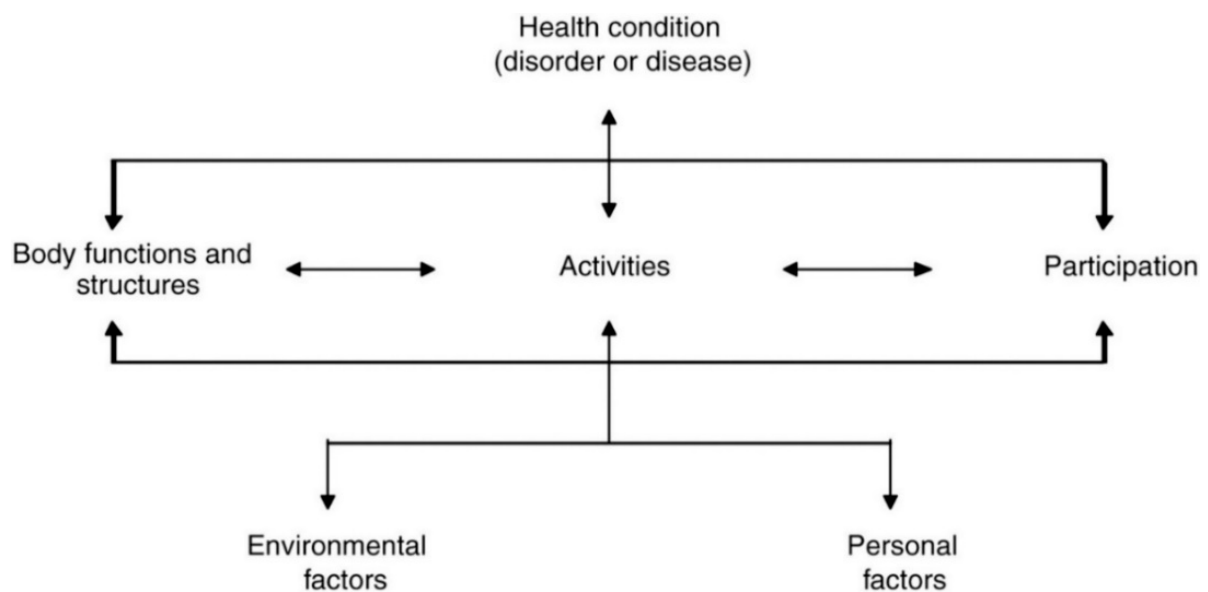 Health condition
(disorder or disease)
Body functions and
structures
Activities
Participation
Environmental
factors
Personal
factors